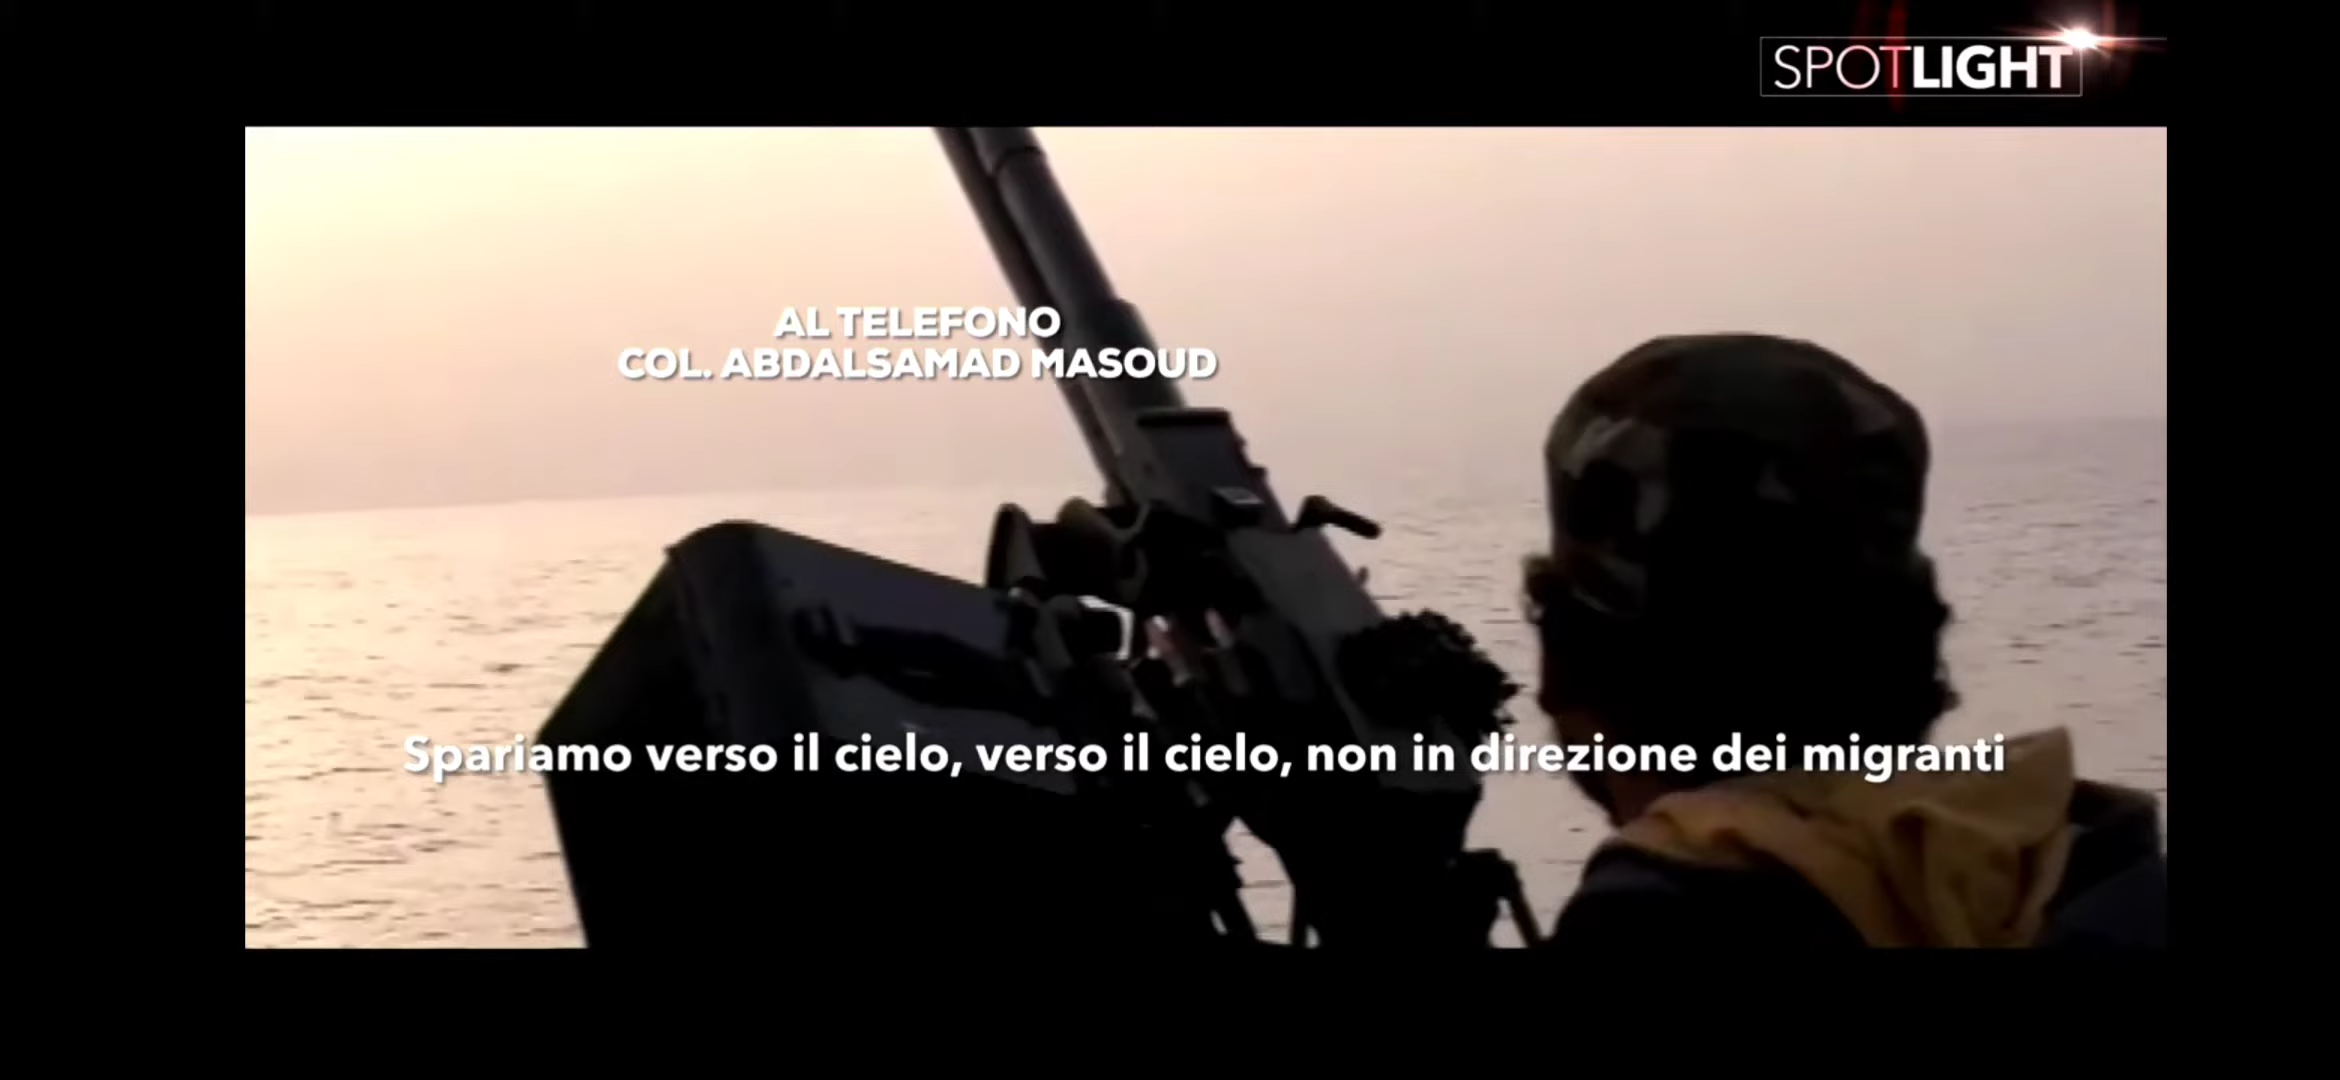 SPOTLIGHT
AL TELEFONO
COL. ABDALSAMAD MASOUD
Spariamo verso il cielo, verso il cielo, non in direzione dei migranti